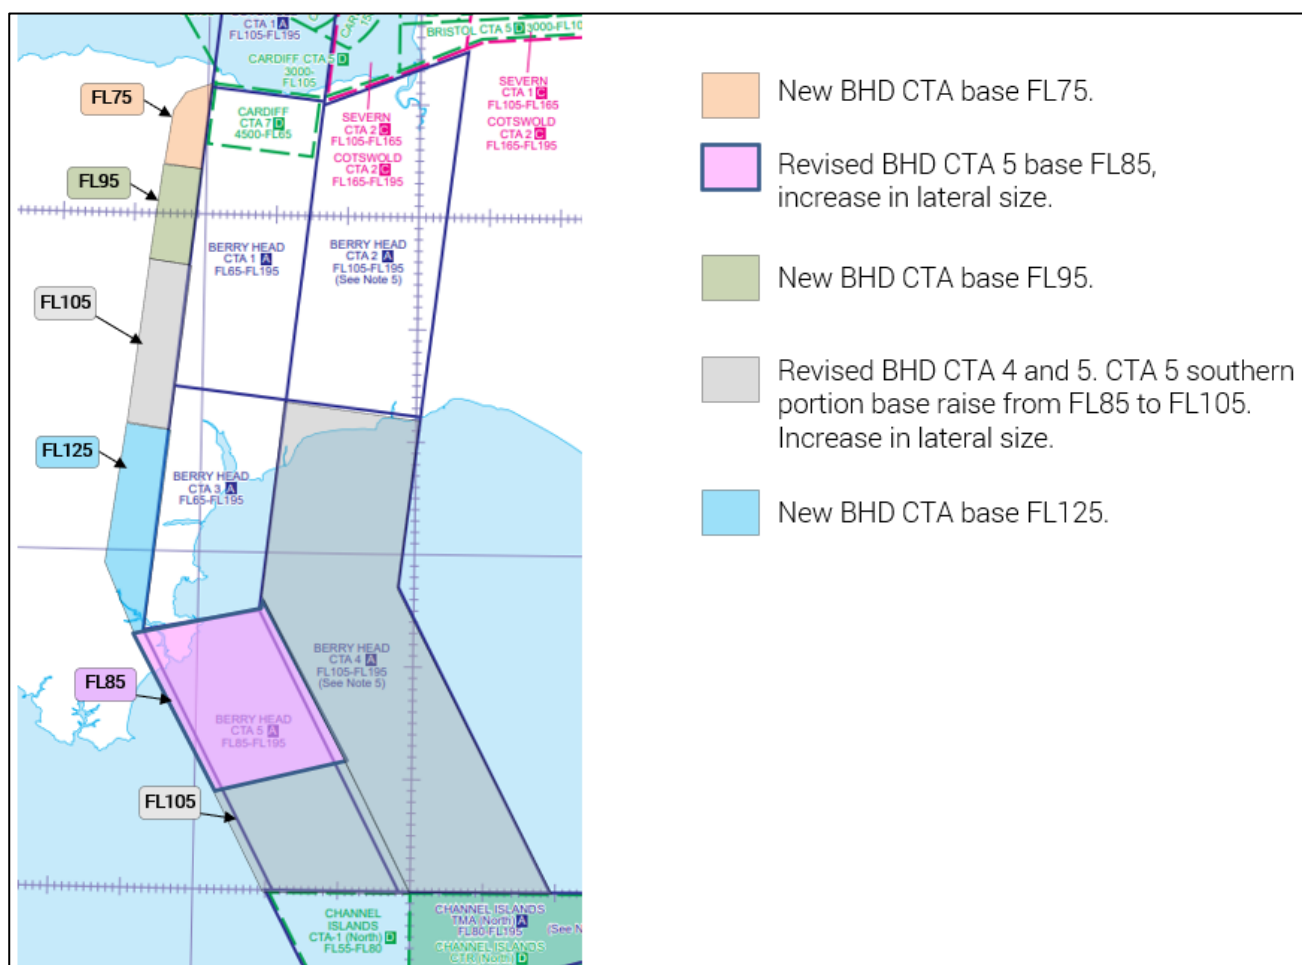 CTA 1 A
FL105-FL195
BRISTOL CTA 5 D 3000-FL10
CARDIFF CTA 5 D
3000-
FL105
SEVERN
CTA 1 C
FL105-FL165
COTSWOLD
CTA 2 C
FL165-FL195
FL75
CARDIFF
CTA 7 D
4500-FL65
SEVERN
CTA 2 C
FL105-FL165
COTSWOLD
CTA 2 C
FL165-FL195
FL95
BERRY HEAD
CTA 1 A
FL65-FL195
BERRY HEAD
CTA 2 A
FL105-FL195
(See Note 5)
FL105
FL125
BERRY HEAD
CTA 3 A
FL65-FL195
BERRY HEAD
CTA 4 A
FL105-FL195
(See Note 5)
FL85
BERRY HEAD
CTA 5 A
FL85-FL195
FL105
CHANNEL
ISLANDS
CTA-1 (North) D
FL55-FL80
CHANNEL ISLANDS
TMA (North) A
FL80-FL195
(See N
CHANNEL ISLANDS
CTR (North) D
New BHD CTA base FL75.
Revised BHD CTA 5 base FL85,
increase in lateral size.
New BHD CTA base FL95.
Revised BHD CTA 4 and 5. CTA 5 southern
portion base raise from FL85 to FL105.
Increase in lateral size.
New BHD CTA base FL125.